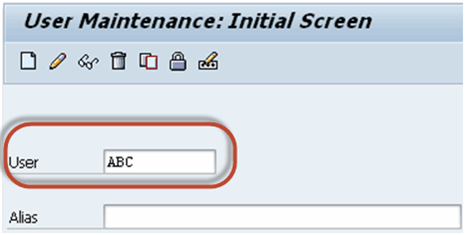 User Maintenance: Initial Screen
User ABC
Alias